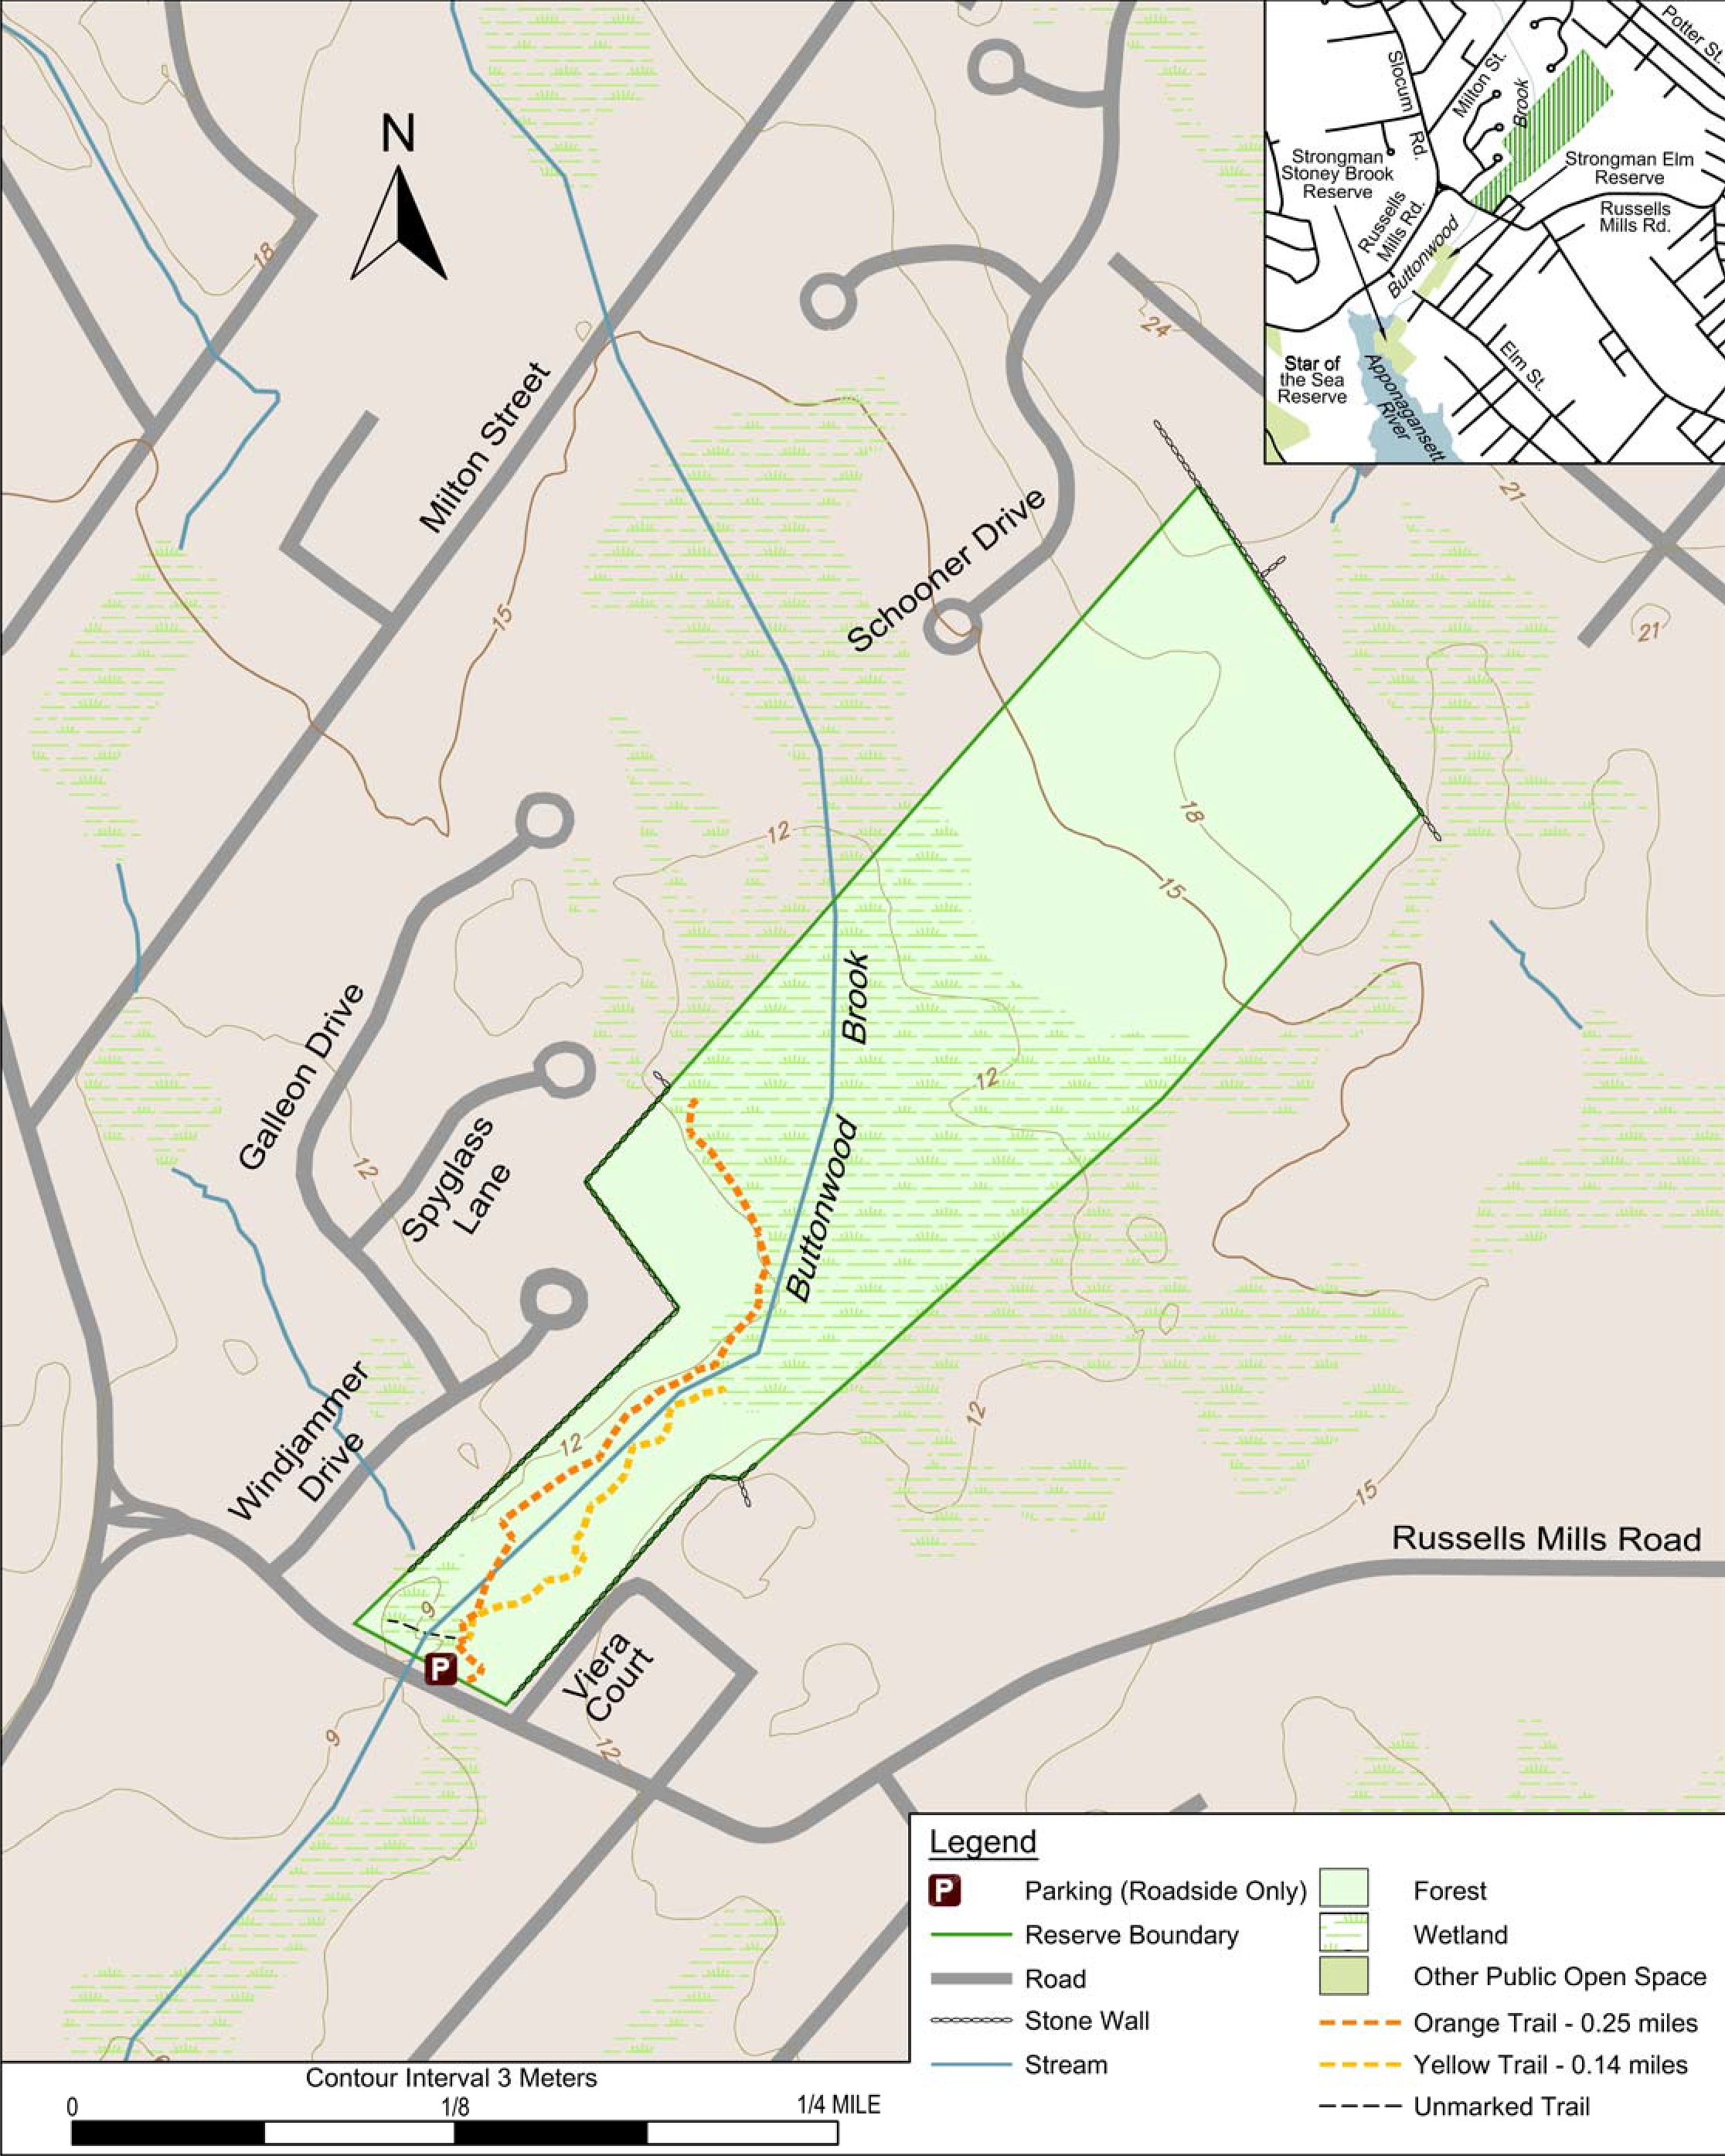 N
18
24
Milton Street
15
Schooner Drive
21
21
18
12
15
Brook
12
Galleon Drive
12
Spyglass
Lane
Buttonwood
12
12
Windjammer
Drive
9
15
P
Viera
Court
Russells Mills Road
9
12
Potter St.
Slocum
Rd.
Milton St.
Brook
Strongman
Stoney Brook
Reserve
Strongman Elm
Reserve
Russells
Mills Rd.
Russells
Mills Rd.
Buttonwood
Star of
the Sea
Reserve
Apponagansett
River
Elm St.
Legend
P Parking (Roadside Only)
Reserve Boundary
Road
Stone Wall
Stream
Forest
Wetland
Other Public Open Space
Orange Trail - 0.25 miles
Yellow Trail - 0.14 miles
Unmarked Trail
Contour Interval 3 Meters
0 1/8 1/4 MILE